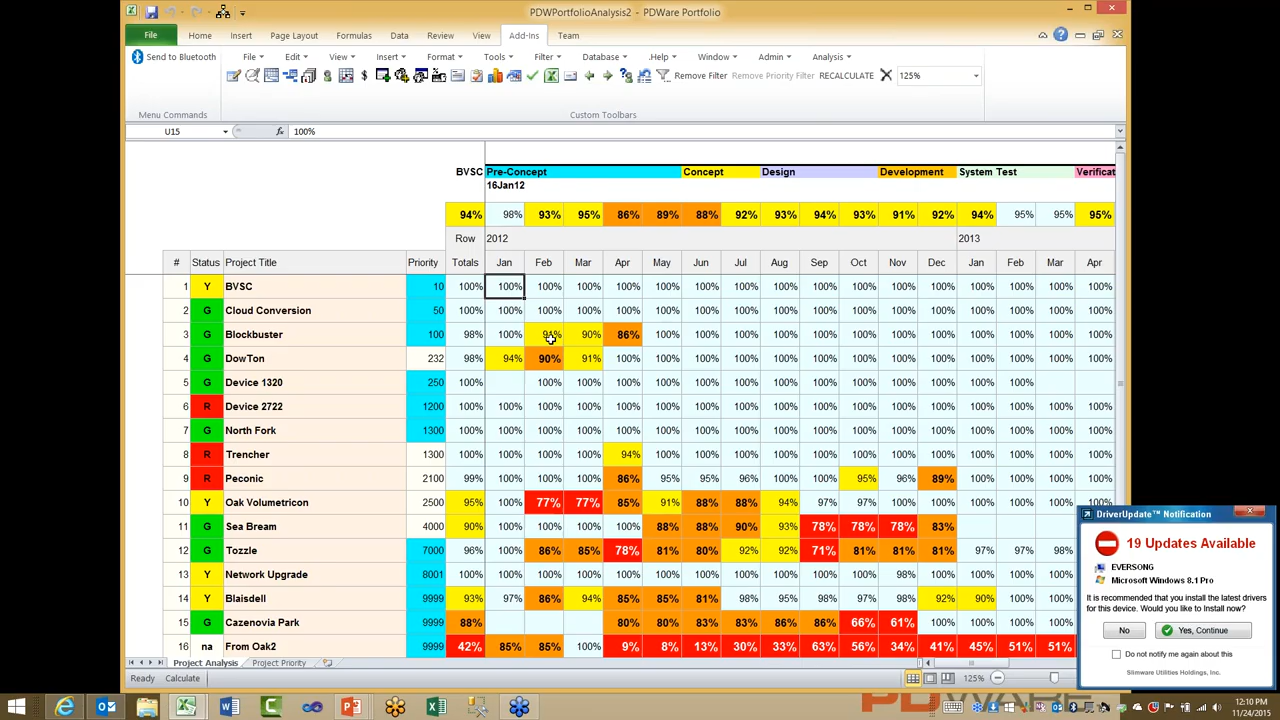 PDWPortfolioAnalysis2 - PDWare Portfolio
File Home Insert Page Layout Formulas Data Review View Add-Ins Team
Send to Bluetooth File Edit View Insert Format Tools Filter Database .Help Window Admin Analysis
Remove Filter Remove Priority Filter RECALCULATE 125%
Menu Commands Custom Toolbars
U15 fx 100%
BVSC Pre-Concept Concept Design Development System Test Verificat
16Jan12
94% 98% 93% 95% 86% 89% 88% 92% 93% 94% 93% 91% 92% 94% 95% 95% 95%
Row 2012 2013
# Status Project Title Priority Totals Jan Feb Mar Apr May Jun Jul Aug Sep Oct Nov Dec Jan Feb Mar Apr
1 Y BVSC 10 100% 100% 100% 100% 100% 100% 100% 100% 100% 100% 100% 100% 100% 100% 100% 100% 100%
2 G Cloud Conversion 50 100% 100% 100% 100% 100% 100% 100% 100% 100% 100% 100% 100% 100% 100% 100% 100% 100%
3 G Blockbuster 100 98% 100% 91% 90% 86% 100% 100% 100% 100% 100% 100% 100% 100% 100% 100% 100% 100%
4 G DowTon 232 98% 94% 90% 91% 100% 100% 100% 100% 100% 100% 100% 100% 100% 100% 100% 100% 100%
5 G Device 1320 250 100% 100% 100% 100% 100% 100% 100% 100% 100% 100% 100% 100% 100% 100%
6 R Device 2722 1200 100% 100% 100% 100% 100% 100% 100% 100% 100% 100% 100% 100% 100% 100% 100% 100% 100%
7 G North Fork 1300 100% 100% 100% 100% 100% 100% 100% 100% 100% 100% 100% 100% 100% 100% 100% 100% 100%
8 R Trencher 1300 100% 100% 100% 100% 94% 100% 100% 100% 100% 100% 100% 100% 100% 100% 100% 100% 100%
9 R Peconic 2100 99% 100% 100% 100% 86% 95% 95% 96% 100% 100% 95% 96% 89% 100% 100% 100% 100%
10 Y Oak Volumetricon 2500 95% 100% 77% 77% 85% 91% 88% 88% 94% 97% 97% 100% 100% 100% 100% 100% 100%
11 G Sea Bream 4000 90% 100% 100% 100% 100% 88% 88% 90% 93% 78% 78% 78% 83% 100% 100% 100% 100%
12 G Tozzle 7000 96% 100% 86% 85% 78% 81% 80% 92% 92% 71% 81% 81% 81% 97% 97% 98% 100%
13 Y Network Upgrade 8001 100% 100% 100% 100% 100% 100% 100% 100% 100% 100% 100% 98% 100% 100% 100% 100% 100%
14 Y Blaisdell 9999 93% 97% 86% 94% 85% 85% 81% 98% 95% 98% 97% 98% 92% 90% 100% 100% 100%
15 G Cazenovia Park 9999 88% 80% 80% 83% 83% 86% 86% 66% 61% 100% 100% 100% 100% 100%
16 na From Oak2 9999 42% 85% 85% 100% 9% 8% 13% 30% 33% 63% 56% 34% 41% 45% 51% 51%
Project Analysis Project Priority
Ready Calculate 125%
DriverUpdate™ Notification
19 Updates Available
EVERSONG
Microsoft Windows 8.1 Pro
It is recommended that you install the latest drivers
for this device. Would you like to Install now?
No Yes, Continue
Do not notify me again about this
Slimware Utilities Holdings, Inc.
12:10 PM
11/24/2015